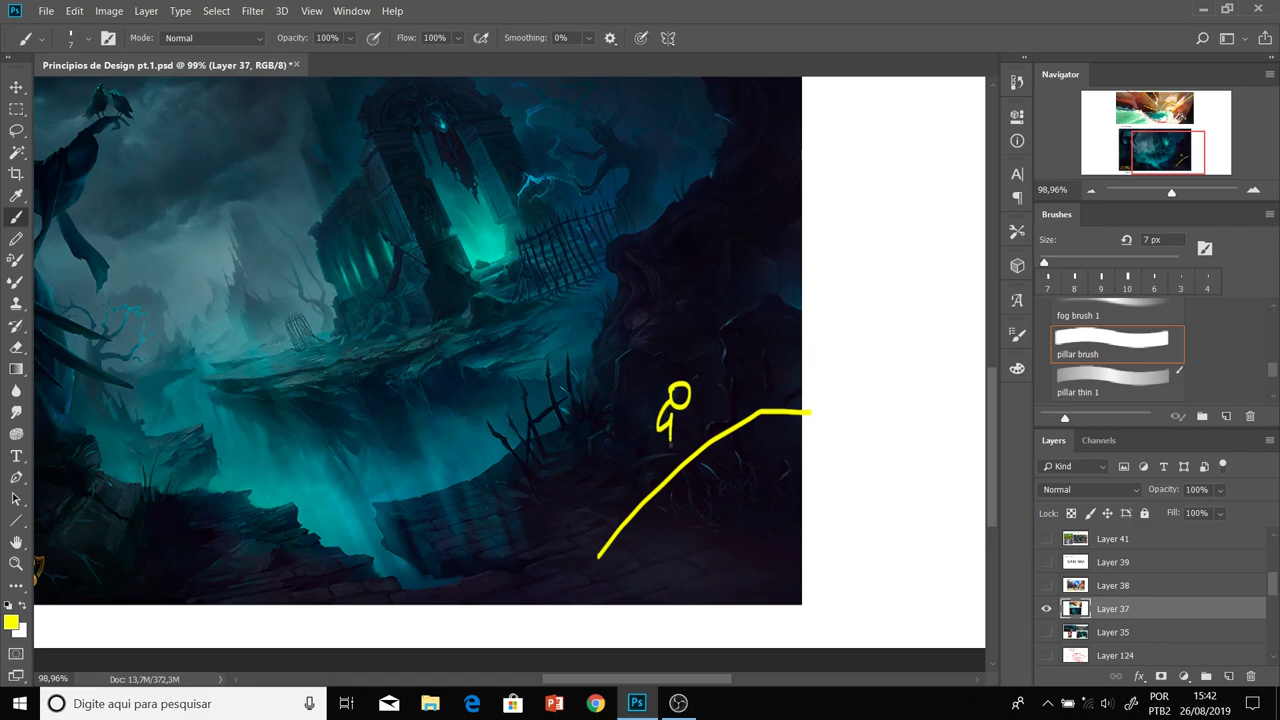 Ps File Edit Image Layer Type Select Filter 3D View Window Help
7 Mode: Normal Opacity: 100% Flow: 100% Smoothing: 0%
Principios de Design pt.1.psd @ 99% (Layer 37, RGB/8) *
Navigator
98,96%
Brushes
Size: 7 px
7 8 9 10 6 3 4
fog brush 1
pillar brush
pillar thin 1
Layers Channels
Kind
Normal Opacity: 100%
Lock: Fill: 100%
Layer 41
Layer 39
Layer 38
Layer 37
Layer 35
Layer 124
98,96% Doc: 13,7M/372,3M
Digite aqui para pesquisar
Ps
POR
PTB2
15:42
26/08/2019